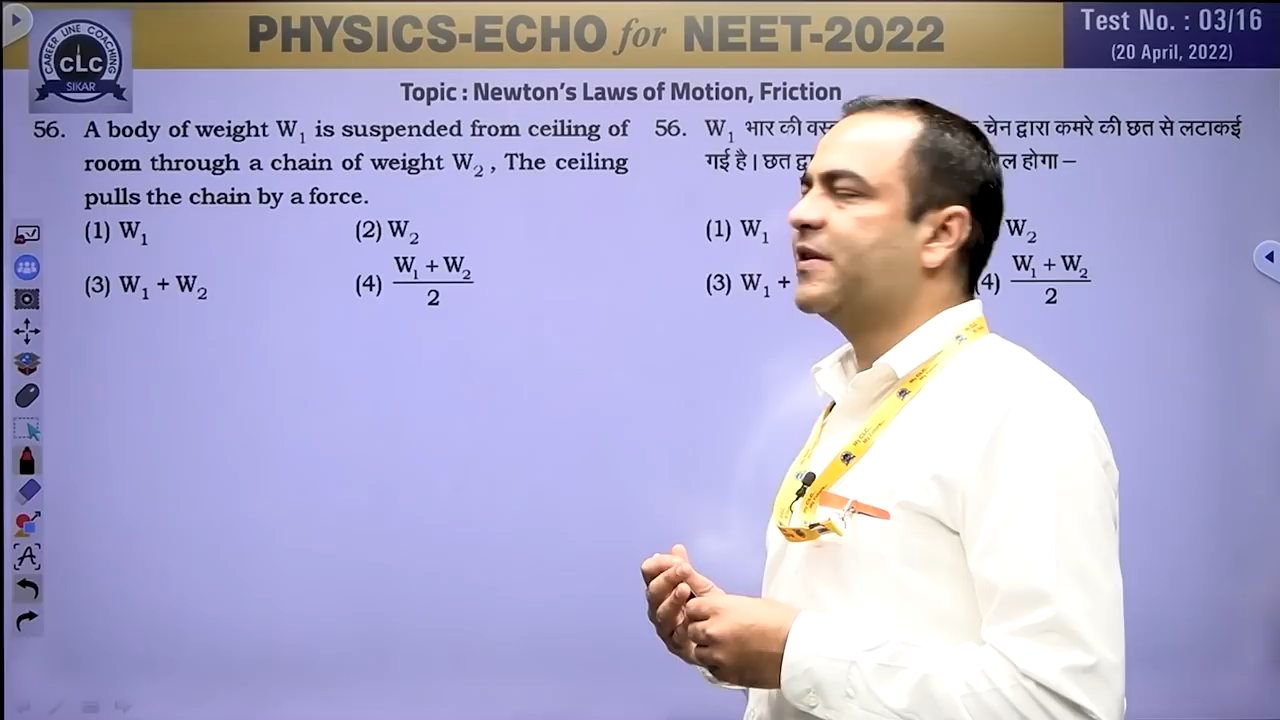 PHYSICS-ECHO for NEET-2022
Test No. : 03/16
(20 April, 2022)
CAREER LINE COACHING
CLC
SIKAR
Topic : Newton's Laws of Motion, Friction
56. A body of weight W₁ is suspended from ceiling of
room through a chain of weight W₂ , The ceiling
pulls the chain by a force.
(1) W₁ (2) W₂
(3) W₁ + W₂ (4) W₁ + W₂
2
56. W₁ भार की चेन द्वारा कमरे की छत से लटाकई
गई है। छत होगा –
(1) W₁ W₂
(3) W₁ + (4) W₁ + W₂
2